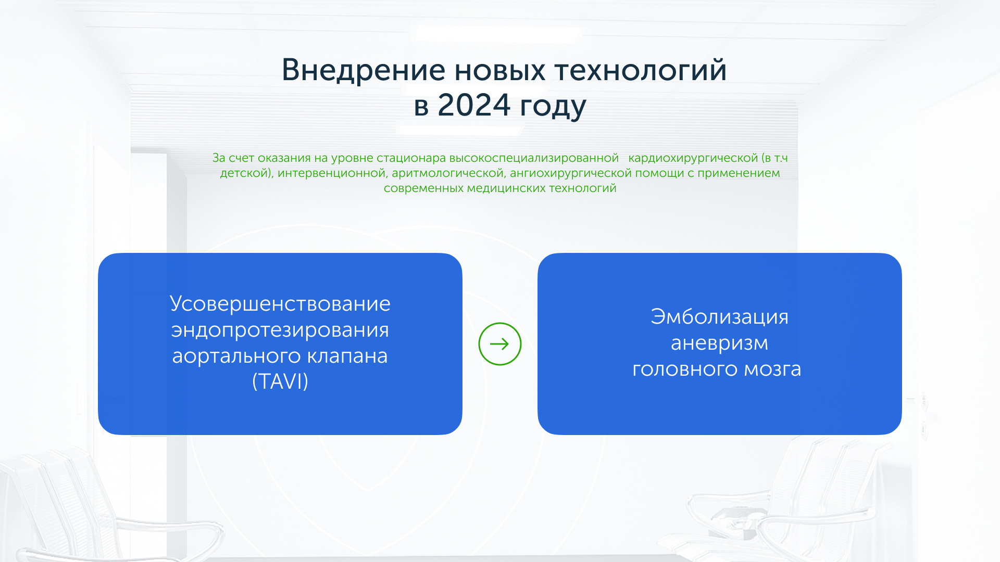 Внедрение новых технологий
в 2024 году
За счет оказания на уровне стационара высокоспециализированной кардиохирургической (в т.ч
детской), интервенционной, аритмологической, ангиохирургической помощи с применением
современных медицинских технологий
Усовершенствование
эндопротезирования
аортального клапана
(TAVI)
Эмболизация
аневризм
головного мозга